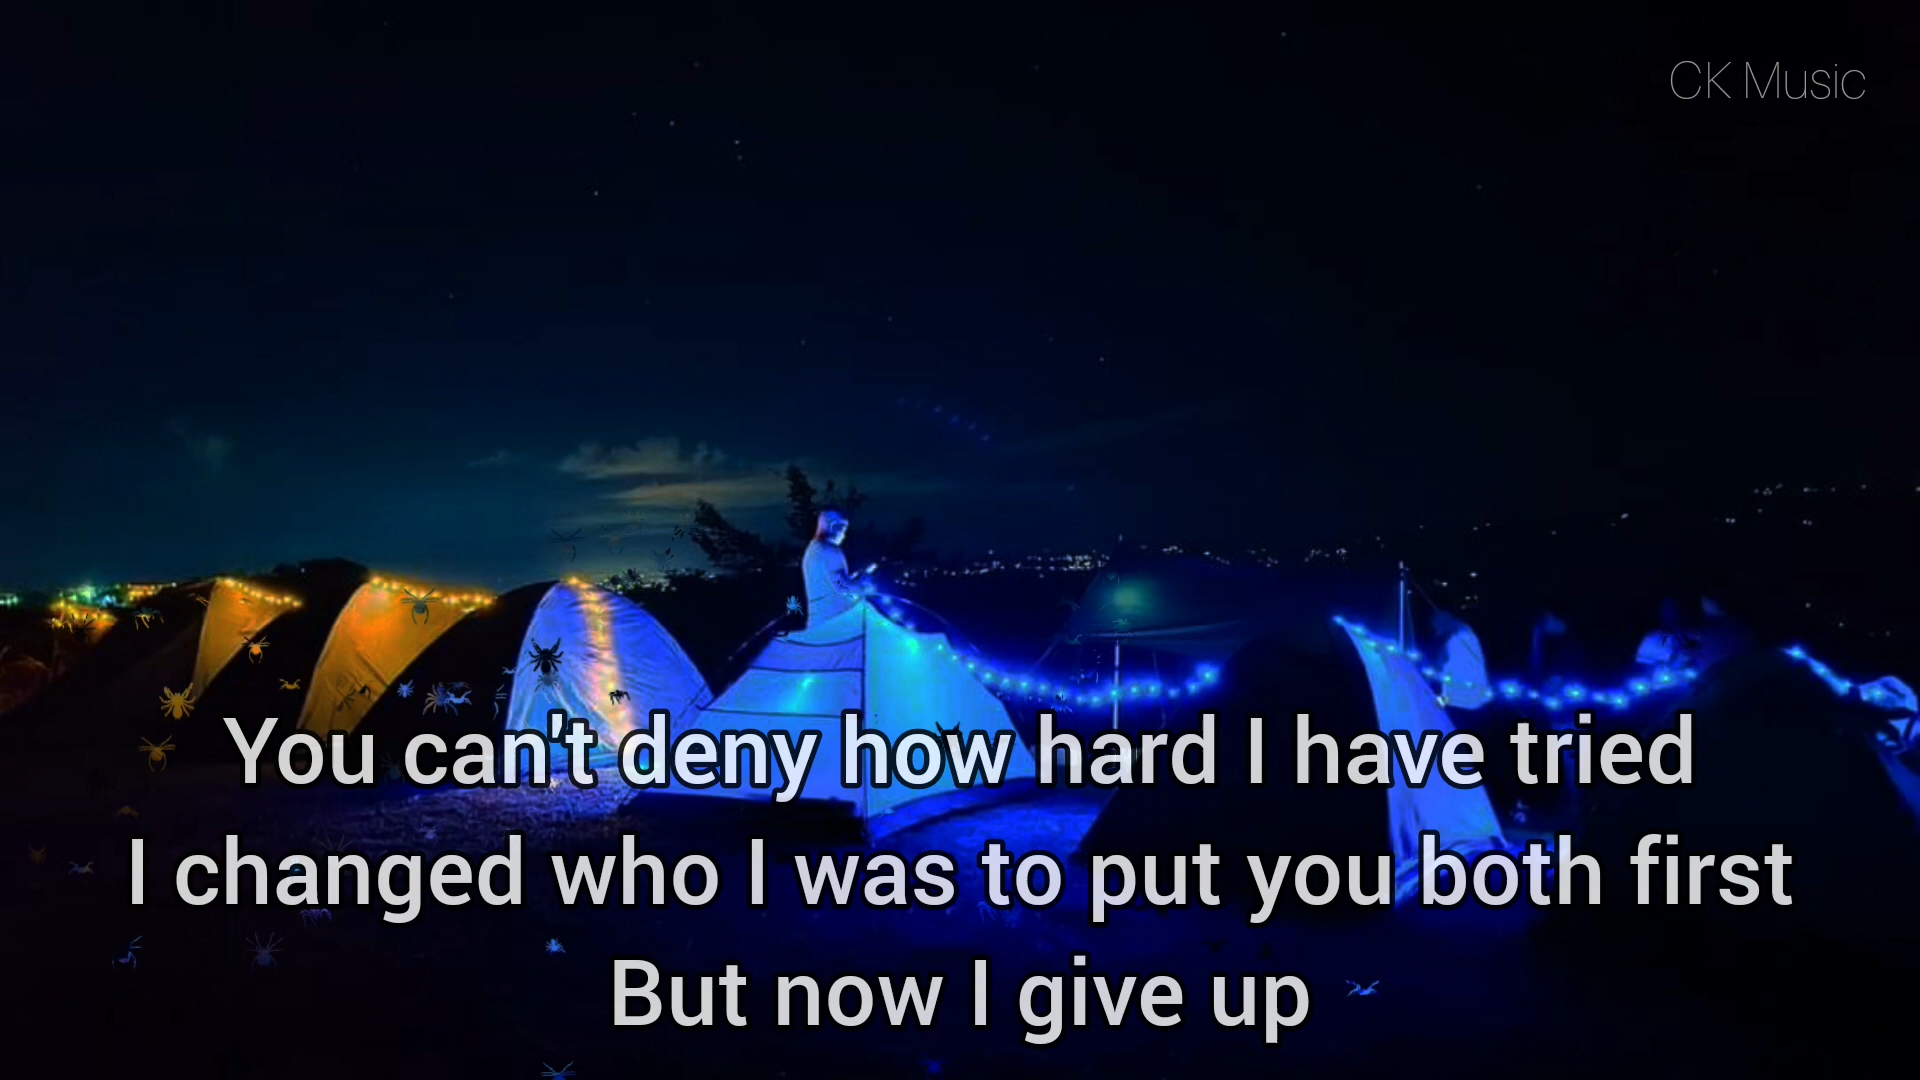 CK Music
You can't deny how hard I have tried
I changed who I was to put you both first
But now I give up